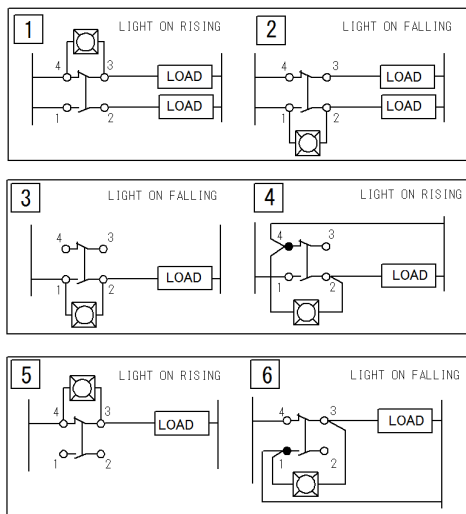 1 LIGHT ON RISING
4 3 LOAD
1 2 LOAD
2 LIGHT ON FALLING
4 3 LOAD
1 2 LOAD
3 LIGHT ON FALLING
4 3
1 2 LOAD
4 LIGHT ON RISING
4 3
1 2 LOAD
5 LIGHT ON RISING
4 3 LOAD
1 2
6 LIGHT ON FALLING
4 3 LOAD
1 2